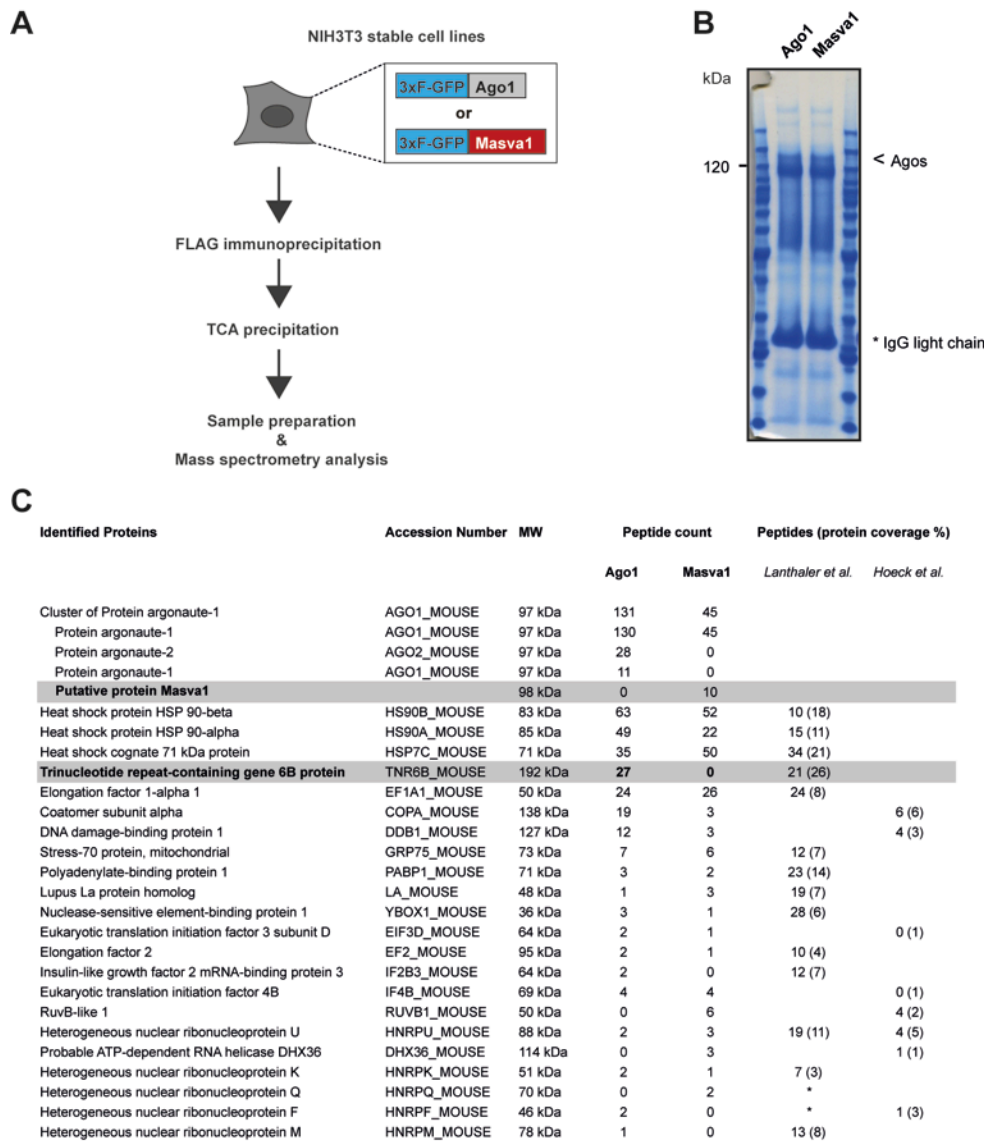 A
NIH3T3 stable cell lines
3xF-GFP Ago1
or
3xF-GFP Masva1
FLAG immunoprecipitation
TCA precipitation
Sample preparation
&
Mass spectrometry analysis
B
Ago1 Masva1
kDa
120
< Agos
* IgG light chain
C
Identified Proteins Accession Number MW Peptide count Peptides (protein coverage %)
Ago1 Masva1 Lanthaler et al. Hoeck et al.
Cluster of Protein argonaute-1 AGO1_MOUSE 97 kDa 131 45
Protein argonaute-1 AGO1_MOUSE 97 kDa 130 45
Protein argonaute-2 AGO2_MOUSE 97 kDa 28 0
Protein argonaute-1 AGO1_MOUSE 97 kDa 11 0
Putative protein Masva1 98 kDa 0 10
Heat shock protein HSP 90-beta HS90B_MOUSE 83 kDa 63 52 10 (18)
Heat shock protein HSP 90-alpha HS90A_MOUSE 85 kDa 49 22 15 (11)
Heat shock cognate 71 kDa protein HSP7C_MOUSE 71 kDa 35 50 34 (21)
Trinucleotide repeat-containing gene 6B protein TNR6B_MOUSE 192 kDa 27 0 21 (26)
Elongation factor 1-alpha 1 EF1A1_MOUSE 50 kDa 24 26 24 (8)
Coatomer subunit alpha COPA_MOUSE 138 kDa 19 3 6 (6)
DNA damage-binding protein 1 DDB1_MOUSE 127 kDa 12 3 4 (3)
Stress-70 protein, mitochondrial GRP75_MOUSE 73 kDa 7 6 12 (7)
Polyadenylate-binding protein 1 PABP1_MOUSE 71 kDa 3 2 23 (14)
Lupus La protein homolog LA_MOUSE 48 kDa 1 3 19 (7)
Nuclease-sensitive element-binding protein 1 YBOX1_MOUSE 36 kDa 3 1 28 (6)
Eukaryotic translation initiation factor 3 subunit D EIF3D_MOUSE 64 kDa 2 1 0 (1)
Elongation factor 2 EF2_MOUSE 95 kDa 2 1 10 (4)
Insulin-like growth factor 2 mRNA-binding protein 3 IF2B3_MOUSE 64 kDa 2 0 12 (7)
Eukaryotic translation initiation factor 4B IF4B_MOUSE 69 kDa 4 4 0 (1)
RuvB-like 1 RUVB1_MOUSE 50 kDa 0 6 4 (2)
Heterogeneous nuclear ribonucleoprotein U HNRPU_MOUSE 88 kDa 2 3 19 (11) 4 (5)
Probable ATP-dependent RNA helicase DHX36 DHX36_MOUSE 114 kDa 0 3 1 (1)
Heterogeneous nuclear ribonucleoprotein K HNRPK_MOUSE 51 kDa 2 1 7 (3)
Heterogeneous nuclear ribonucleoprotein Q HNRPQ_MOUSE 70 kDa 0 2 *
Heterogeneous nuclear ribonucleoprotein F HNRPF_MOUSE 46 kDa 2 0 * 1 (3)
Heterogeneous nuclear ribonucleoprotein M HNRPM_MOUSE 78 kDa 1 0 13 (8)